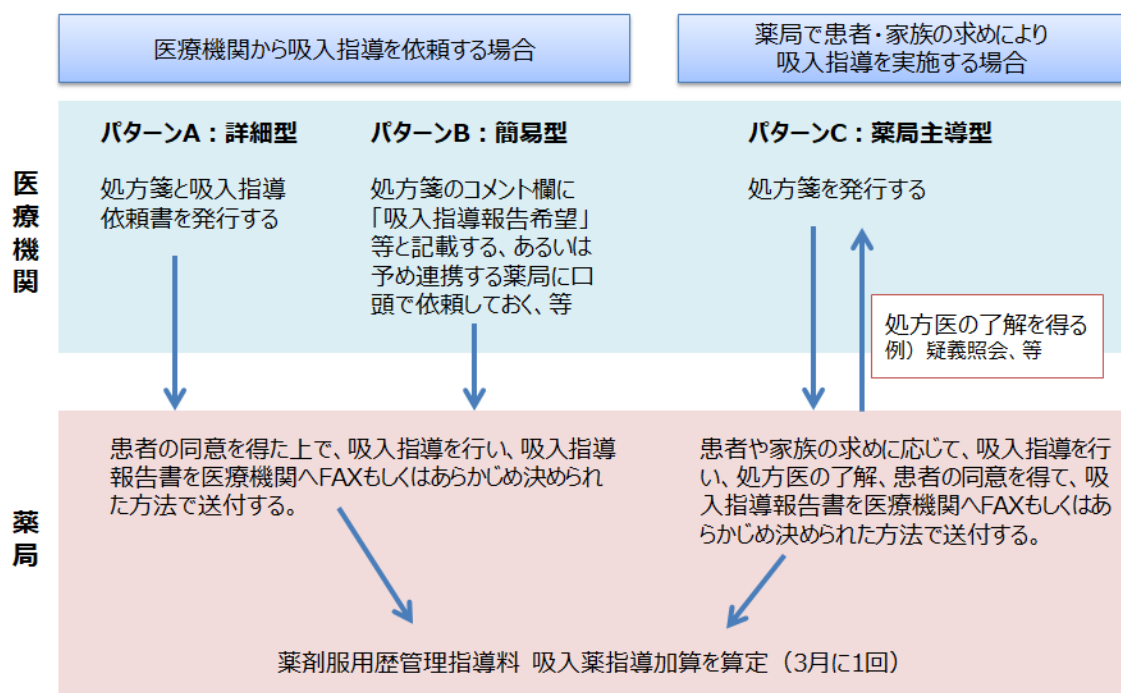 医療機関から吸入指導を依頼する場合
薬局で患者・家族の求めにより
吸入指導を実施する場合
医療機関
パターンA：詳細型
処方箋と吸入指導
依頼書を発行する
パターンB：簡易型
処方箋のコメント欄に
「吸入指導報告希望」
等と記載する、あるいは
予め連携する薬局に口
頭で依頼しておく、等
パターンC：薬局主導型
処方箋を発行する
処方医の了解を得る
例）疑義照会、等
薬局
患者の同意を得た上で、吸入指導を行い、吸入指導
報告書を医療機関へFAXもしくはあらかじめ決められ
た方法で送付する。
患者や家族の求めに応じて、吸入指導を行
い、処方医の了解、患者の同意を得て、吸
入指導報告書を医療機関へFAXもしくはあ
らかじめ決められた方法で送付する。
薬剤服用歴管理指導料 吸入薬指導加算を算定（3月に1回）